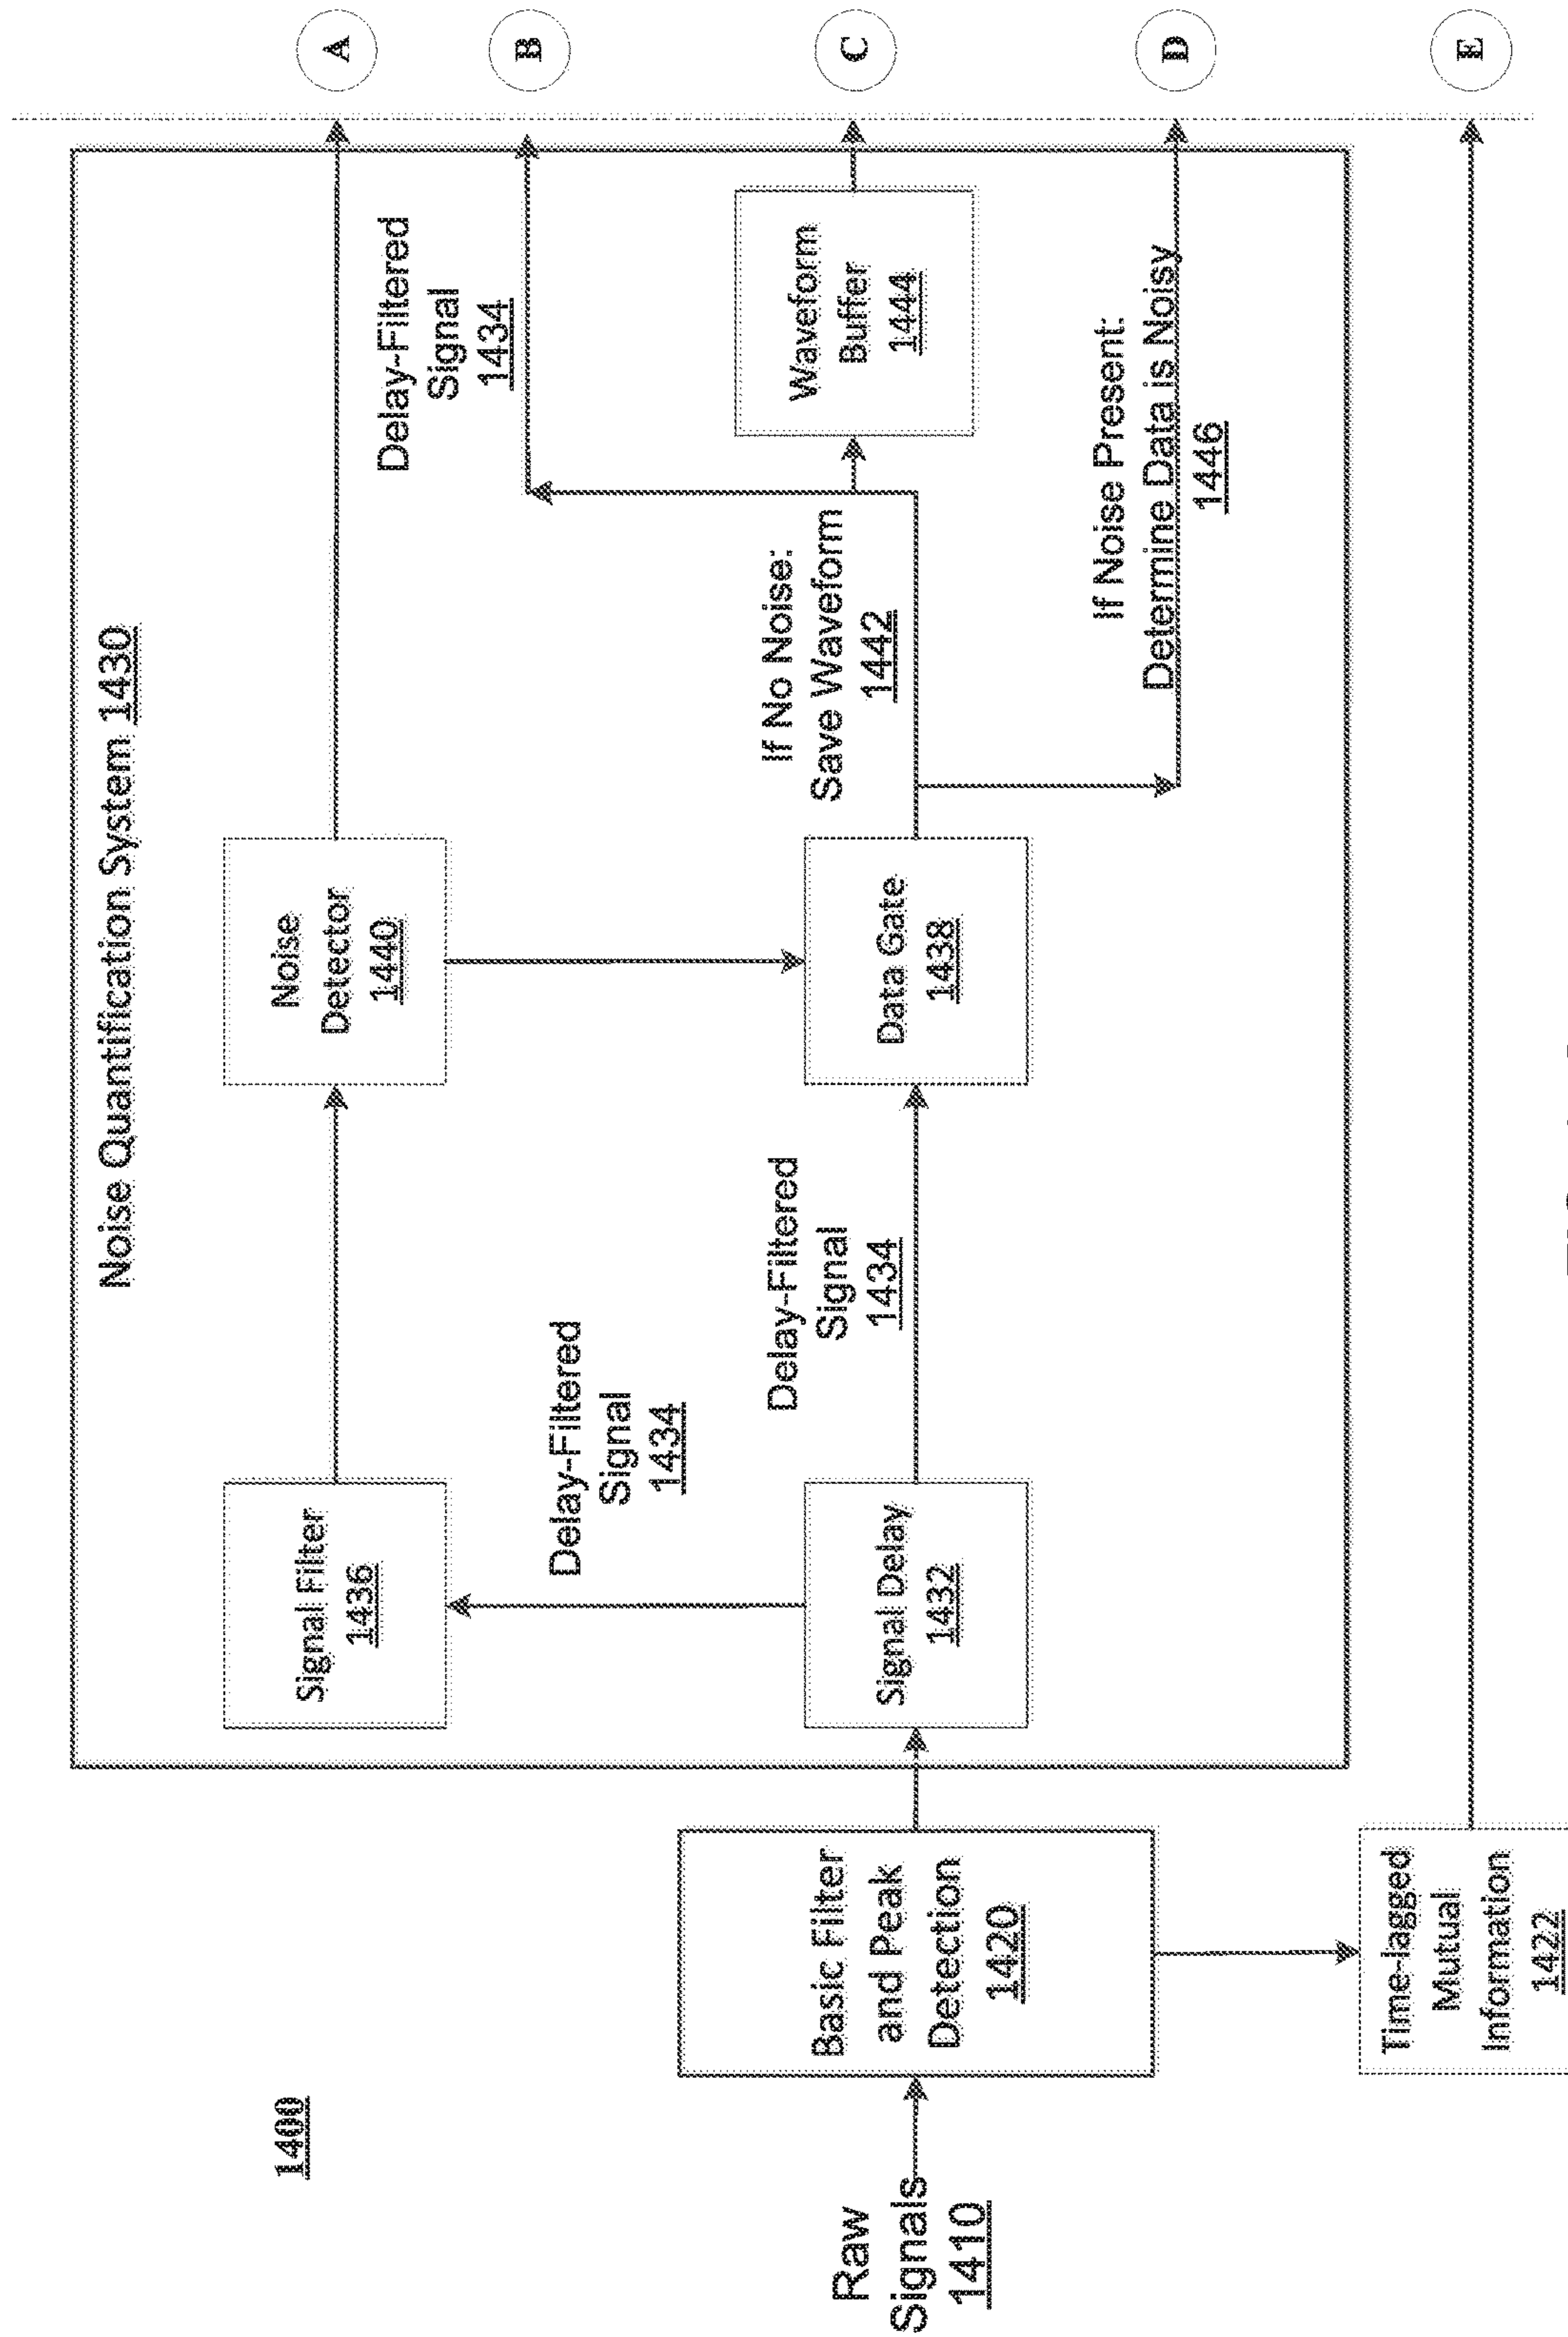 1400
Noise Quantification System 1430
Signal Filter
1436
Noise
Detector
1440
Delay-Filtered
Signal
1434
Delay-Filtered
Signal
1434
Delay-Filtered
Signal
1434
If No Noise:
Save Waveform
1442
Waveform
Buffer
1444
Raw
Signals
1410
Basic Filter
and Peak
Detection
1420
Signal Delay
1432
Data Gate
1438
If Noise Present:
Determine Data is Noisy
1446
Time-lagged
Mutual
Information
1422
A
B
C
D
E